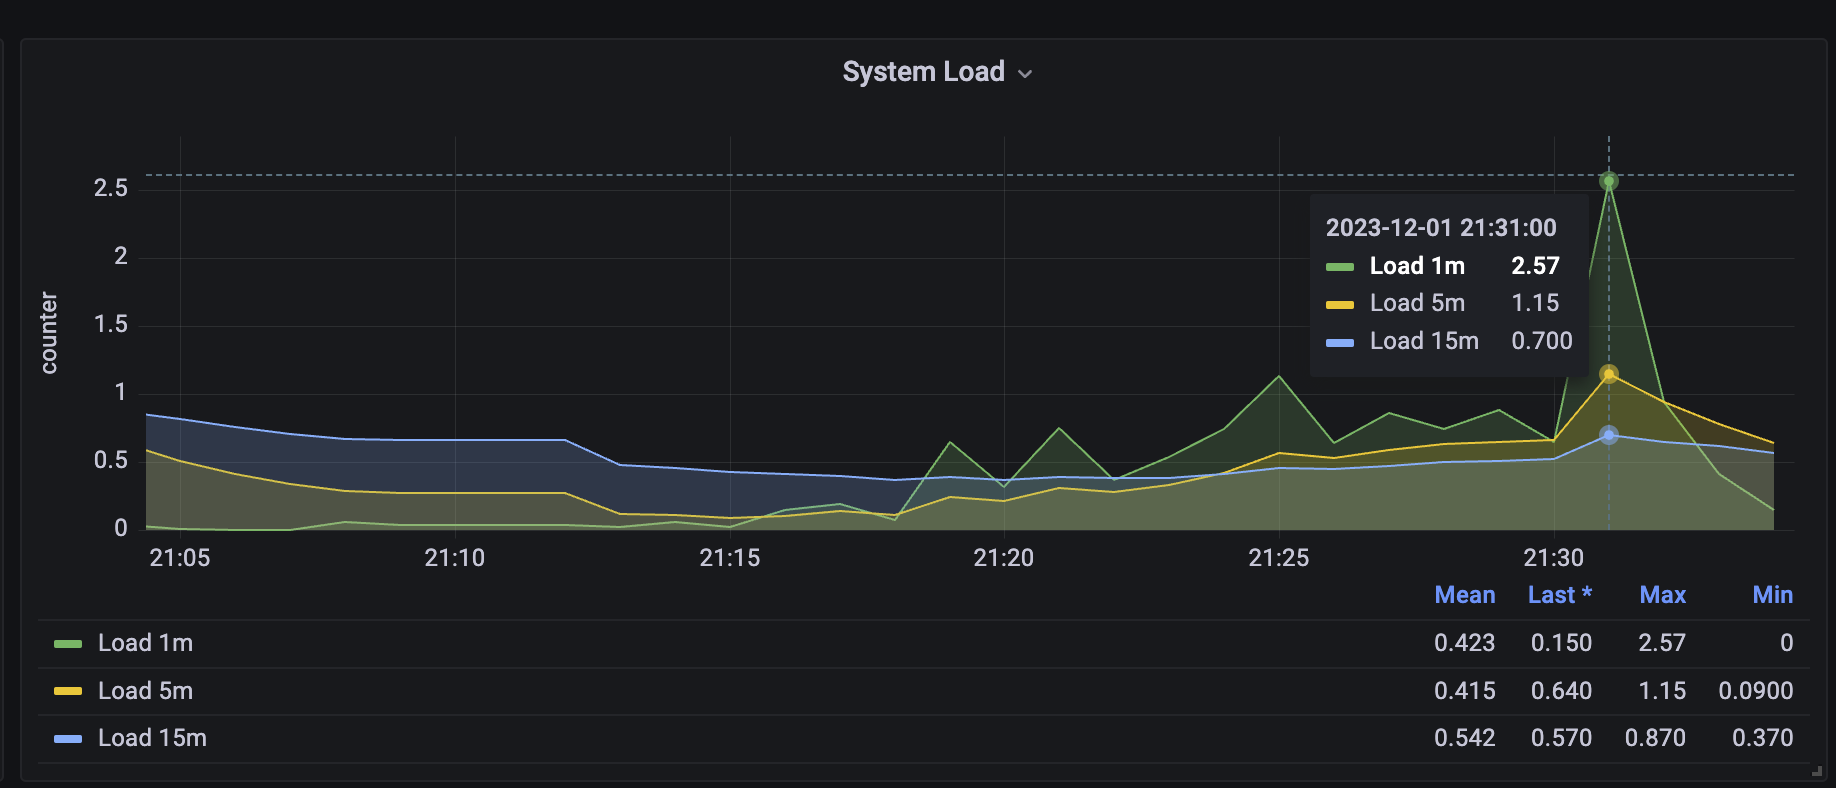 System Load
2.5
2
1.5
1
0.5
0
counter
2023-12-01 21:31:00
Load 1m 2.57
Load 5m 1.15
Load 15m 0.700
21:05 21:10 21:15 21:20 21:25 21:30
Mean Last * Max Min
Load 1m 0.423 0.150 2.57 0
Load 5m 0.415 0.640 1.15 0.0900
Load 15m 0.542 0.570 0.870 0.370